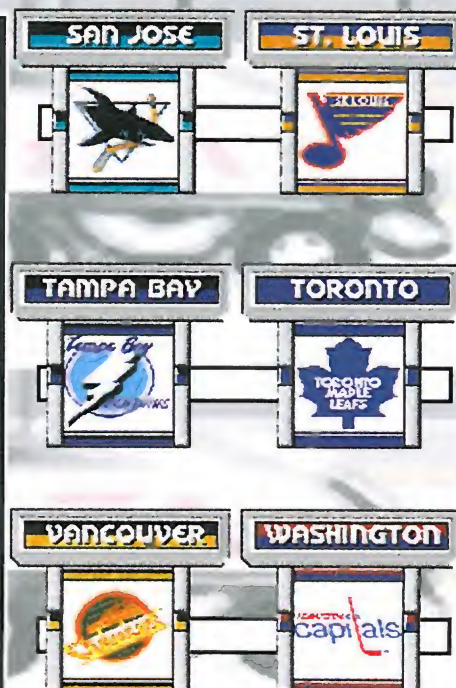 SAN JOSE
ST. LOUIS
ST LOUIS
TAMPA BAY
TORONTO
Tampa Bay
TORONTO
MAPLE
LEAFS
VANCOUVER
WASHINGTON
capitals